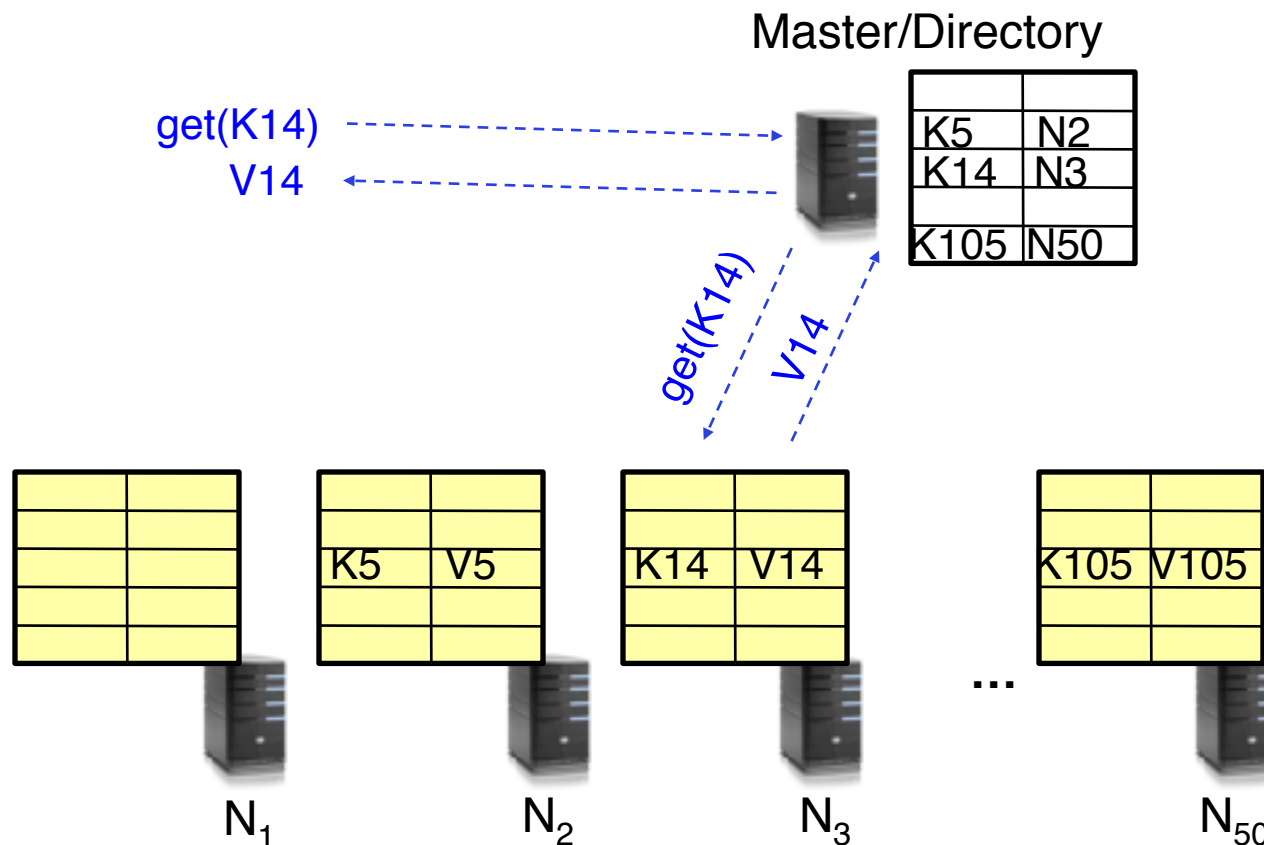 Master/Directory
get(K14)
V14
K5 N2
K14 N3
K105 N50
get(K14)
V14
K5 V5
K14 V14
K105 V105
...
N1
N2
N3
N50